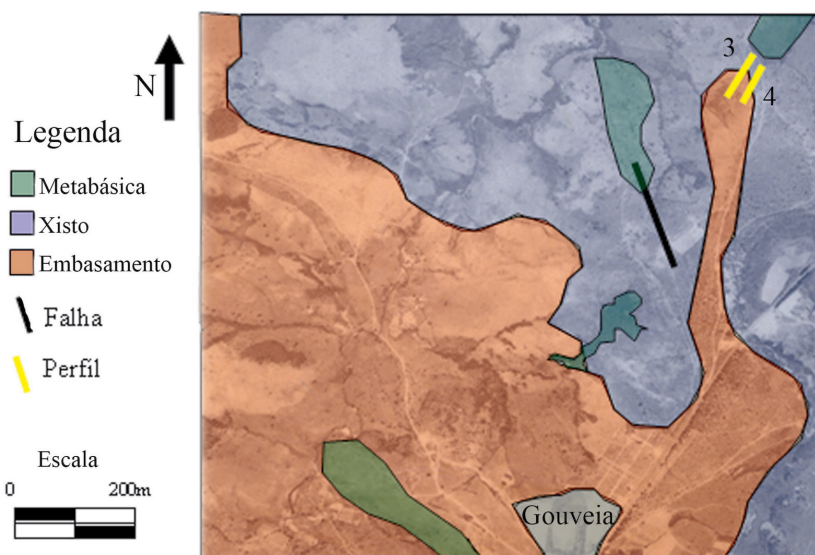 N
Legenda
Metabásica
Xisto
Embasamento
Falha
Perfil
Escala
0 200m
3
4
Gouveia